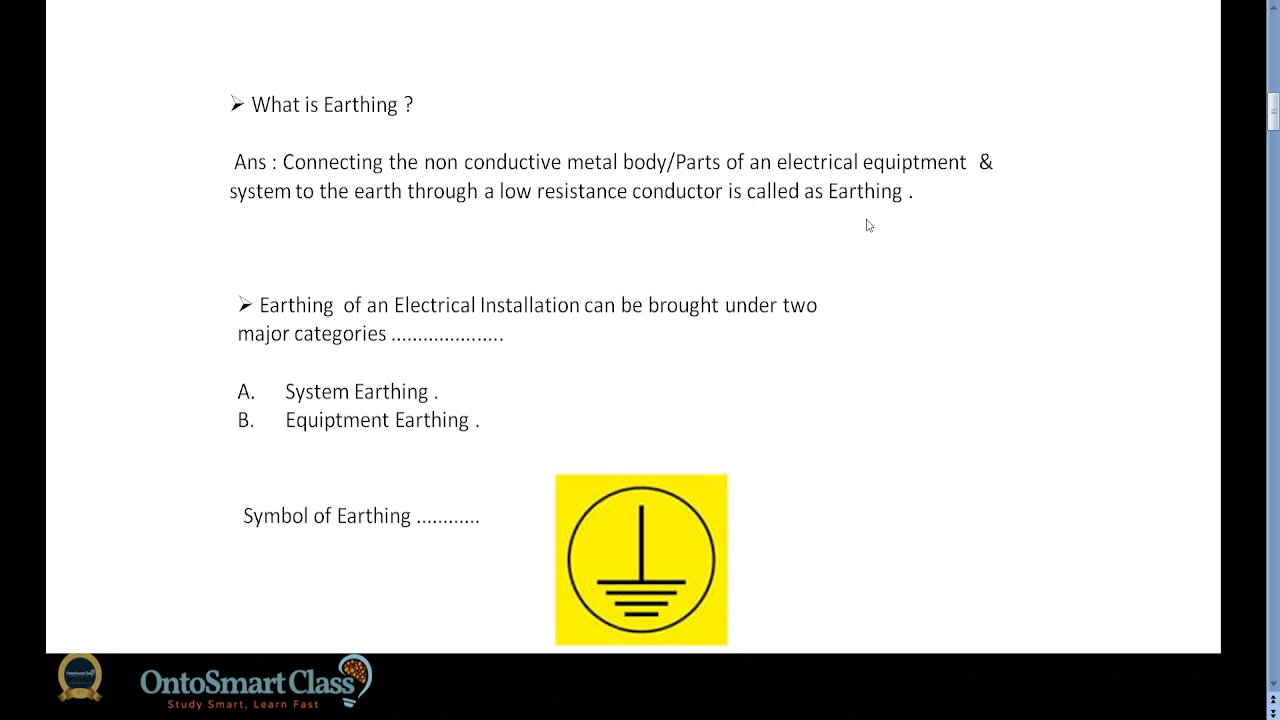 ➢ What is Earthing ?
Ans : Connecting the non conductive metal body/Parts of an electrical equiptment &
system to the earth through a low resistance conductor is called as Earthing .
➢ Earthing of an Electrical Installation can be brought under two
major categories .....................
A. System Earthing .
B. Equiptment Earthing .
Symbol of Earthing ............
OntoSmart Class
OntoSmart Class
Study Smart, Learn Fast